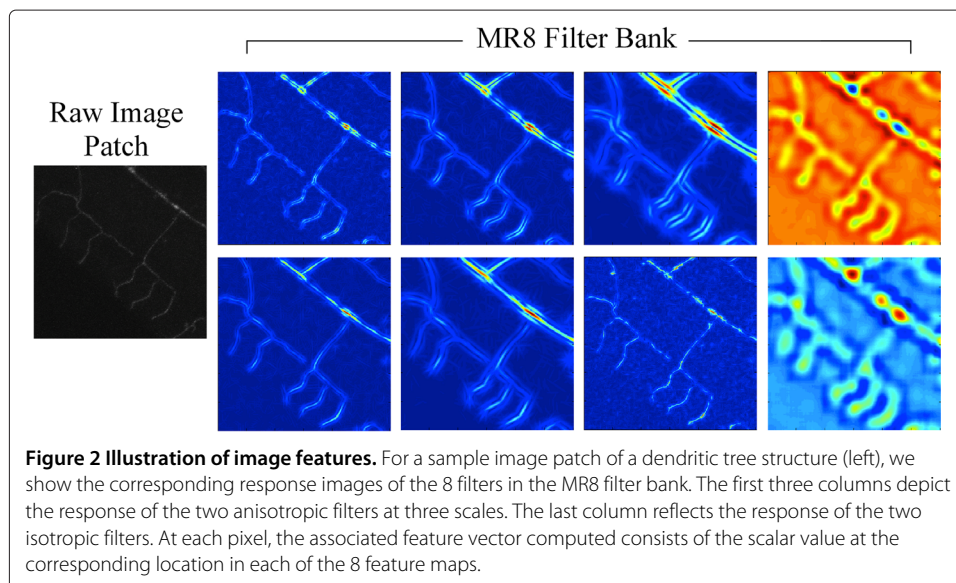 MR8 Filter Bank
Raw Image
Patch
Figure 2 Illustration of image features. For a sample image patch of a dendritic tree structure (left), we
show the corresponding response images of the 8 filters in the MR8 filter bank. The first three columns depict
the response of the two anisotropic filters at three scales. The last column reflects the response of the two
isotropic filters. At each pixel, the associated feature vector computed consists of the scalar value at the
corresponding location in each of the 8 feature maps.